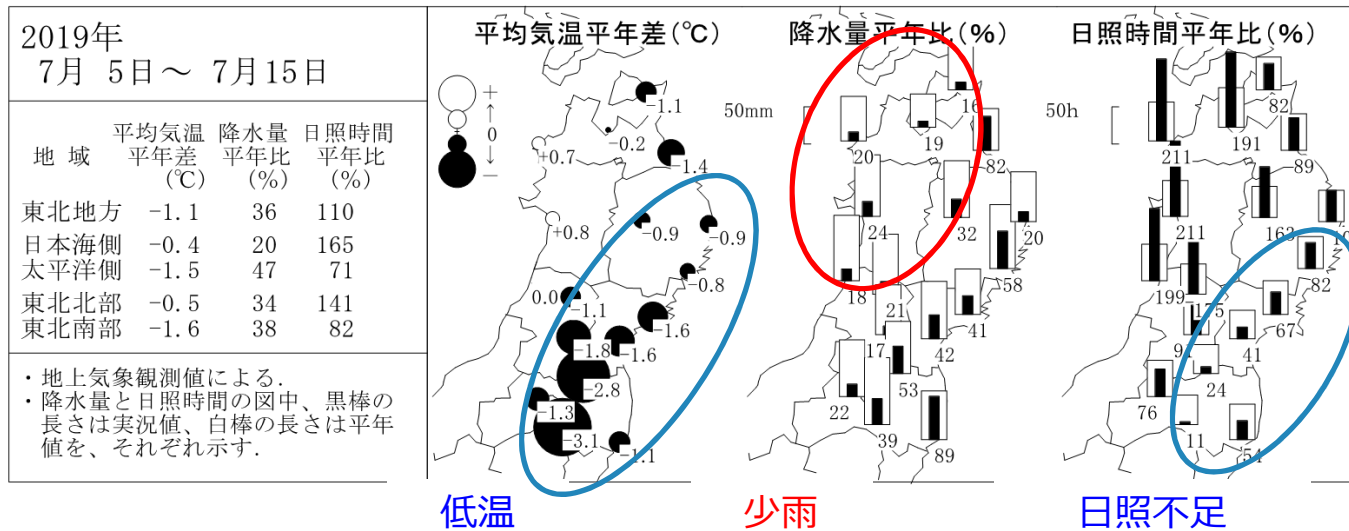 2019年
7月 5日～ 7月15日
地 域 平均気温平年差(℃) 降水量平年比(%) 日照時間平年比(%)
東北地方 -1.1 36 110
日本海側 -0.4 20 165
太平洋側 -1.5 47 71
東北北部 -0.5 34 141
東北南部 -1.6 38 82
・地上気象観測値による.
・降水量と日照時間の図中、黒棒の
長さは実況値、白棒の長さは平年
値を、それぞれ示す.
平均気温平年差(℃)
+
↑
0
↓
−
-1.1
-0.2
+0.7
-1.4
+0.8
-0.9
-0.9
-0.8
0.0
-1.1
-1.6
-1.8
-1.6
-2.8
-1.3
-3.1
-1.1
低温
降水量平年比(%)
50mm
16
20
19
82
24
32
20
58
18
21
41
17
42
53
22
39
89
少雨
日照時間平年比(%)
50h
82
211
191
89
211
163
199
175
82
67
41
24
76
11
54
日照不足